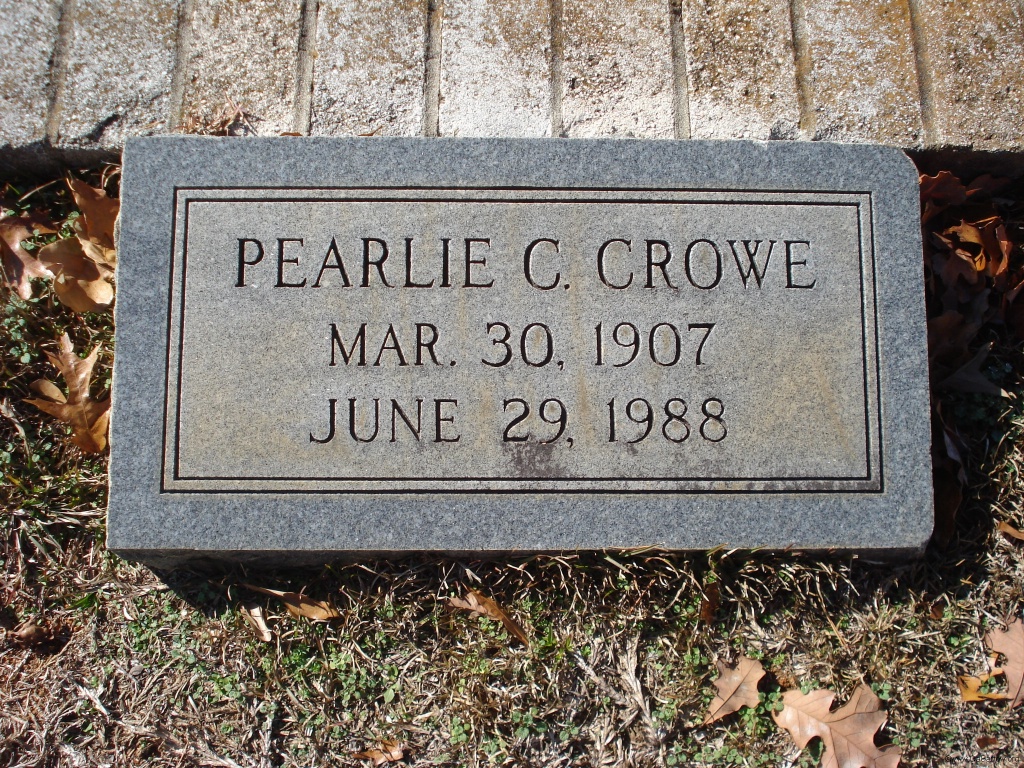 PEARLIE C. CROWE
MAR. 30, 1907
JUNE 29, 1988